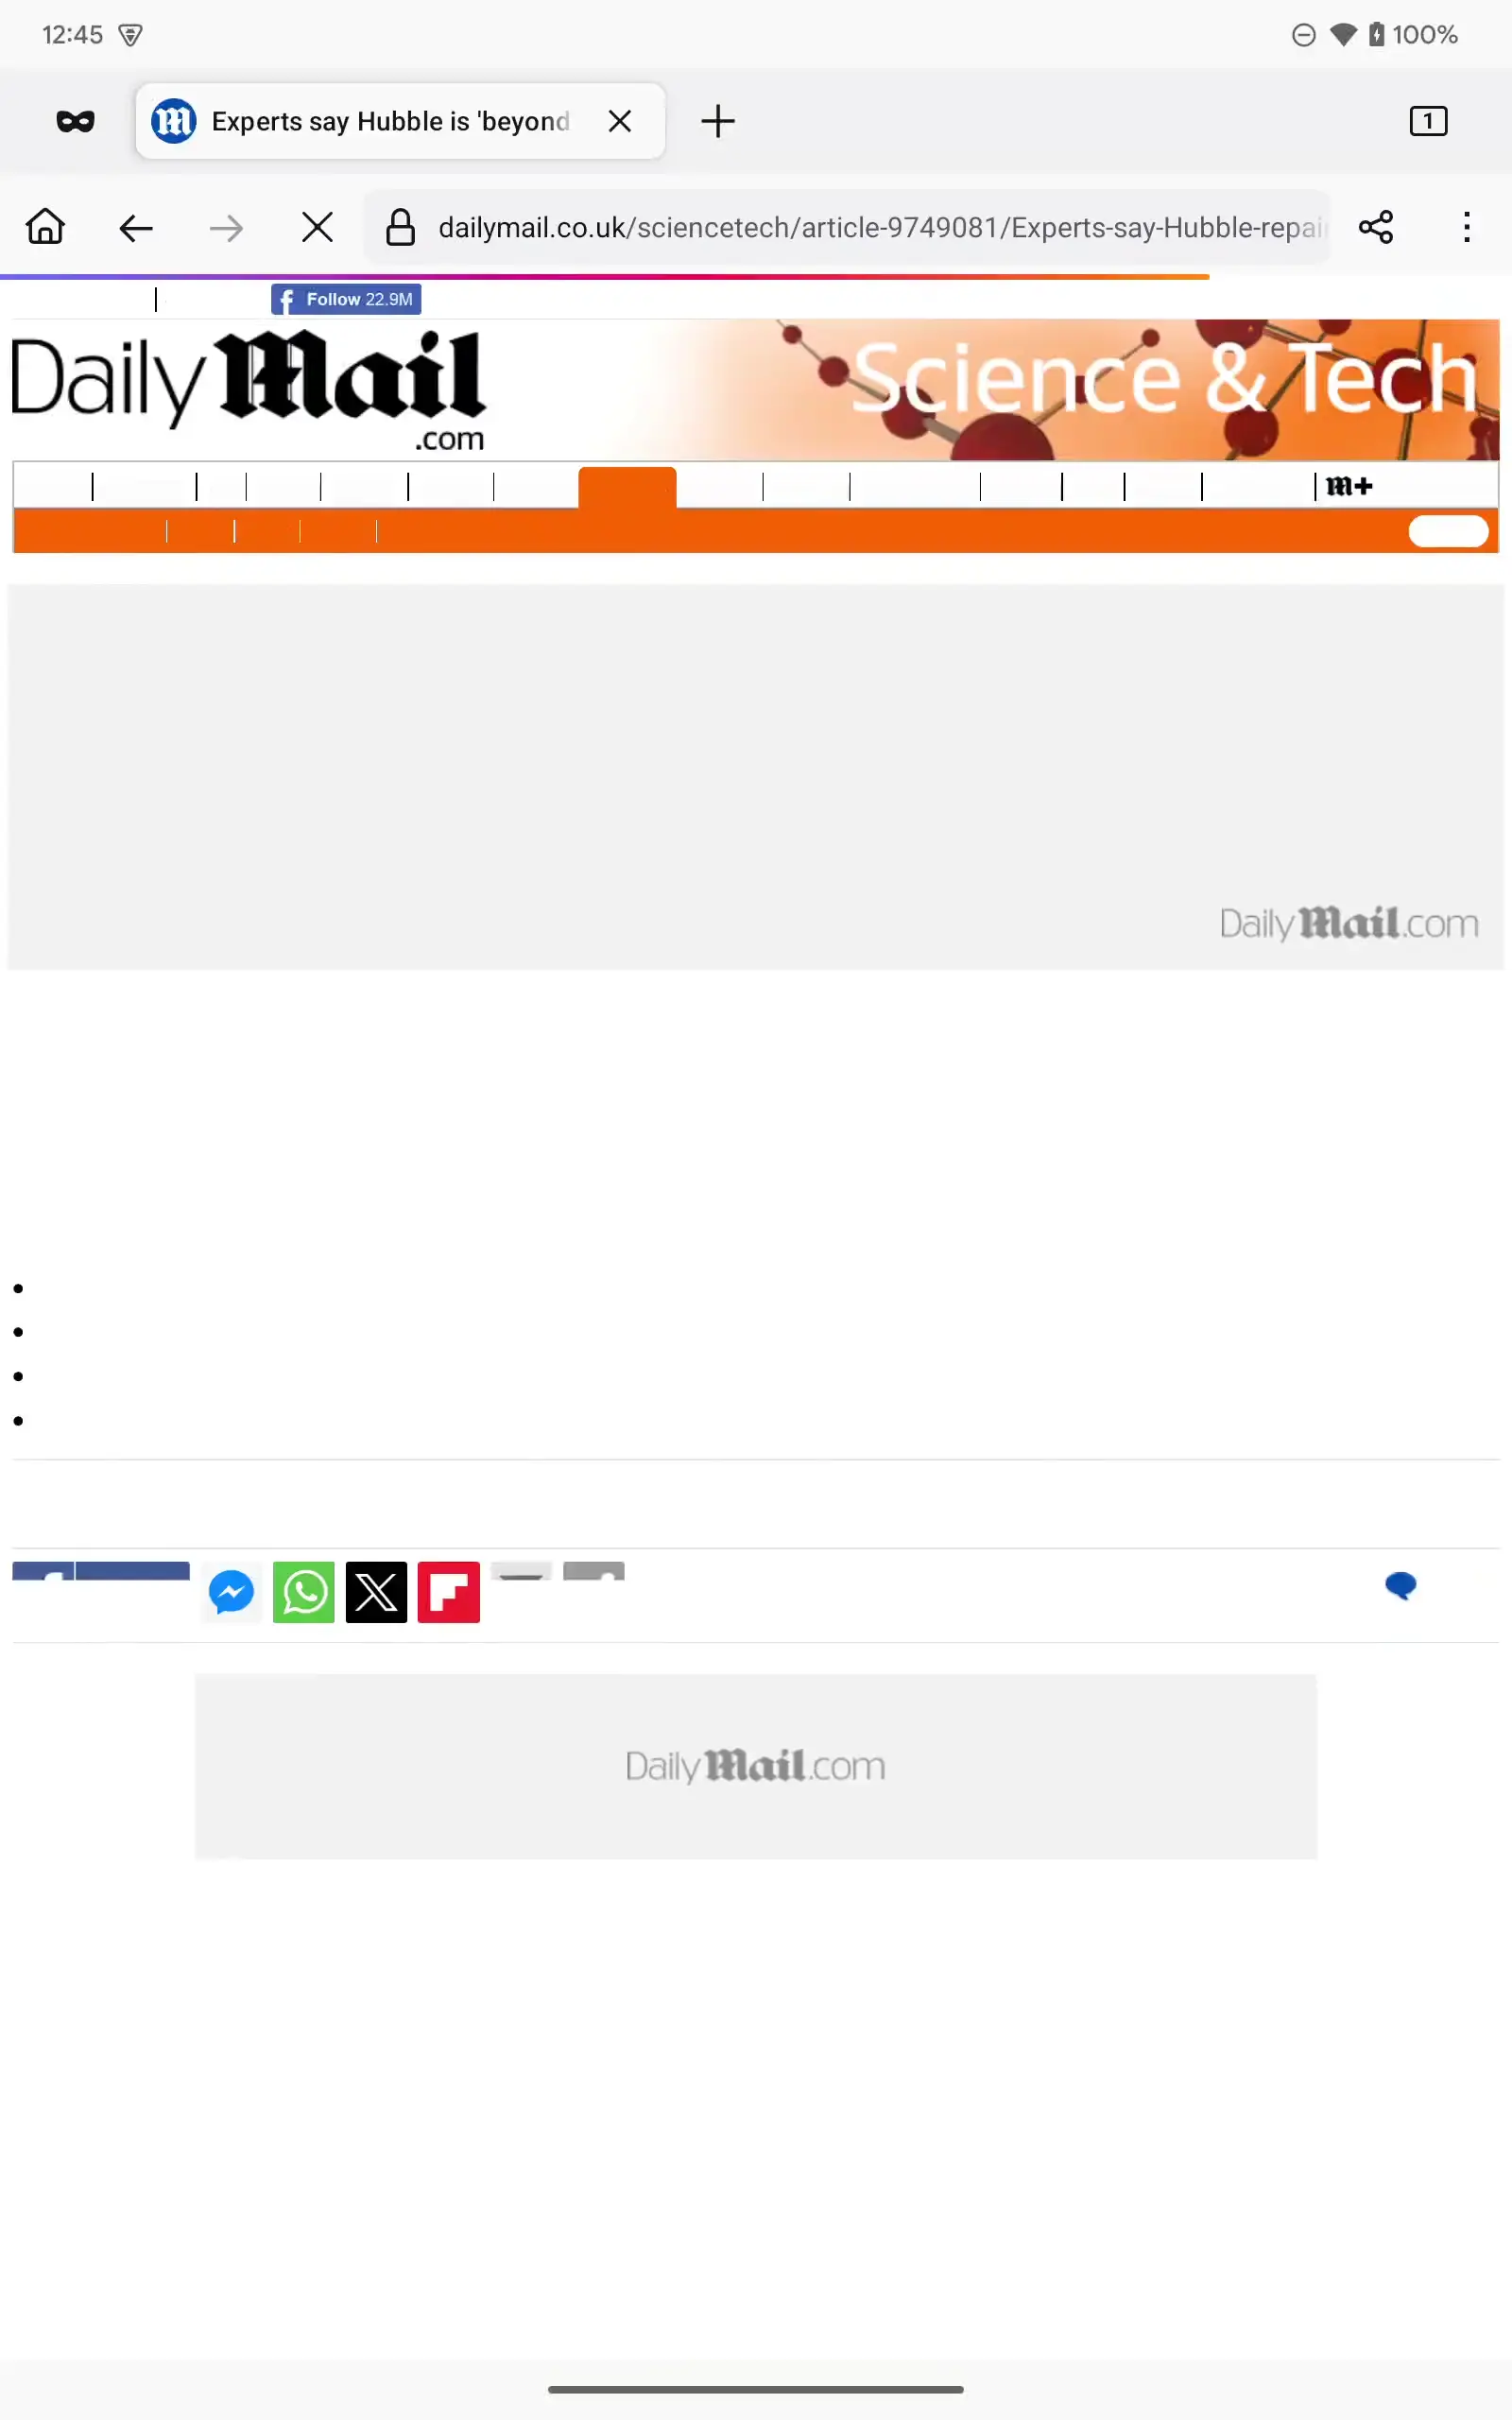 12:45
100%
Experts say Hubble is 'beyond
1
dailymail.co.uk/sciencetech/article-9749081/Experts-say-Hubble-repai
Follow 22.9M
Daily Mail
.com
Science & Tech
m+
Daily Mail.com
Daily Mail.com